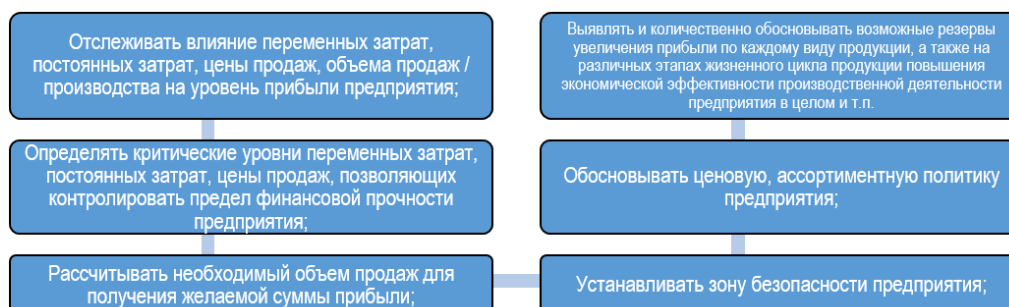 Отслеживать влияние переменных затрат,
постоянных затрат, цены продаж, объема продаж /
производства на уровень прибыли предприятия;
Определять критические уровни переменных затрат,
постоянных затрат, цены продаж, позволяющих
контролировать предел финансовой прочности
предприятия;
Рассчитывать необходимый объем продаж для
получения желаемой суммы прибыли;
Устанавливать зону безопасности предприятия;
Обосновывать ценовую, ассортиментную политику
предприятия;
Выявлять и количественно обосновывать возможные резервы
увеличения прибыли по каждому виду продукции, а также на
различных этапах жизненного цикла продукции повышения
экономической эффективности производственной деятельности
предприятия в целом и т.п.